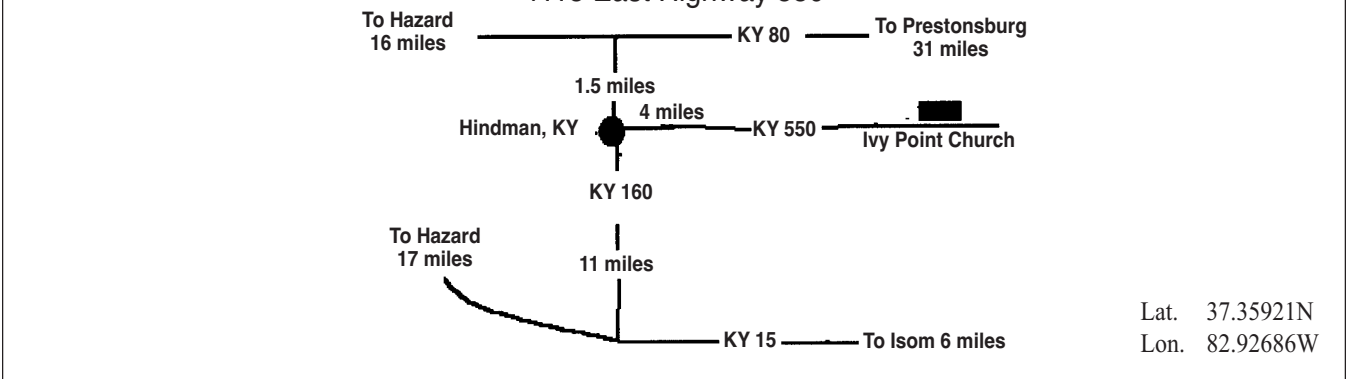 To Hazard
16 miles
KY 80
To Prestonsburg
31 miles
1.5 miles
Hindman, KY
4 miles
KY 550
Ivy Point Church
KY 160
To Hazard
17 miles
11 miles
KY 15
To Isom 6 miles
Lat. 37.35921N
Lon. 82.92686W